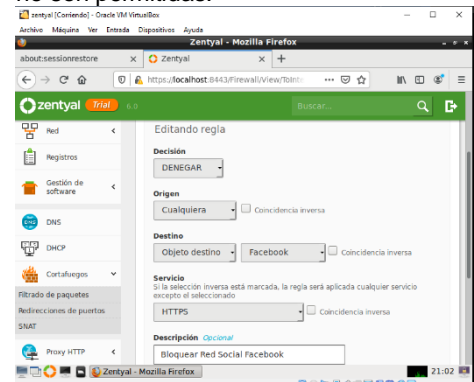 no son permitidas.
zentyal [Corriendo] - Oracle VM VirtualBox
Archivo Máquina Ver Entrada Dispositivos Ayuda
Zentyal - Mozilla Firefox
about:sessionrestore
Zentyal
https://localhost:8443/Firewall/View/ToInte
zentyal Trial 6.0
Buscar...
Red
Registros
Gestión de software
DNS
DHCP
Cortafuegos
Filtrado de paquetes
Redirecciones de puertos
SNAT
Proxy HTTP
Editando regla
Decisión
DENEGAR
Origen
Cualquiera Coincidencia inversa
Destino
Objeto destino Facebook Coincidencia inversa
Servicio
Si la selección inversa está marcada, la regla será aplicada cualquier servicio
excepto el seleccionado
HTTPS Coincidencia inversa
Descripción Opcional
Bloquear Red Social Facebook
Zentyal - Mozilla Firefox
21:02